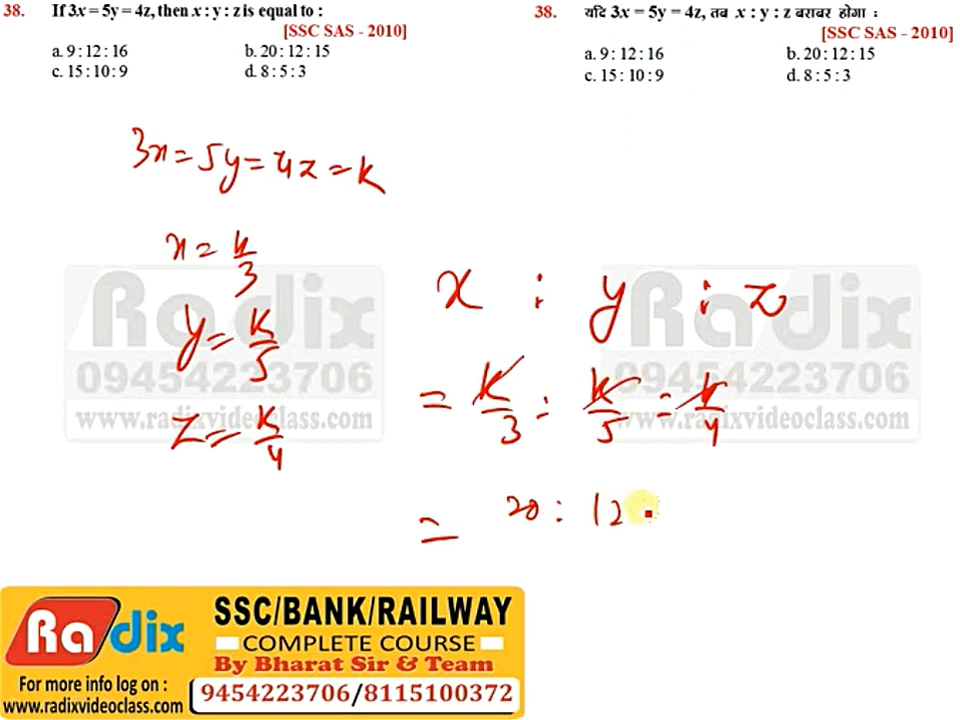 38. If 3x = 5y = 4z, then x : y : z is equal to :
[SSC SAS - 2010]
a. 9 : 12 : 16 b. 20 : 12 : 15
c. 15 : 10 : 9 d. 8 : 5 : 3
38. यदि 3x = 5y = 4z, तब x : y : z बराबर होगा :
[SSC SAS - 2010]
a. 9 : 12 : 16 b. 20 : 12 : 15
c. 15 : 10 : 9 d. 8 : 5 : 3
3x = 5y = 4z = k
x = k/3
y = k/5
z = k/4
x : y : z
= k/3 : k/5 : k/4
= 20 : 12
Radix
09454223706
www.radixvideoclass.com
Radix
09454223706
www.radixvideoclass.com
Radix
For more info log on :
www.radixvideoclass.com
SSC/BANK/RAILWAY
COMPLETE COURSE
By Bharat Sir & Team
9454223706/8115100372